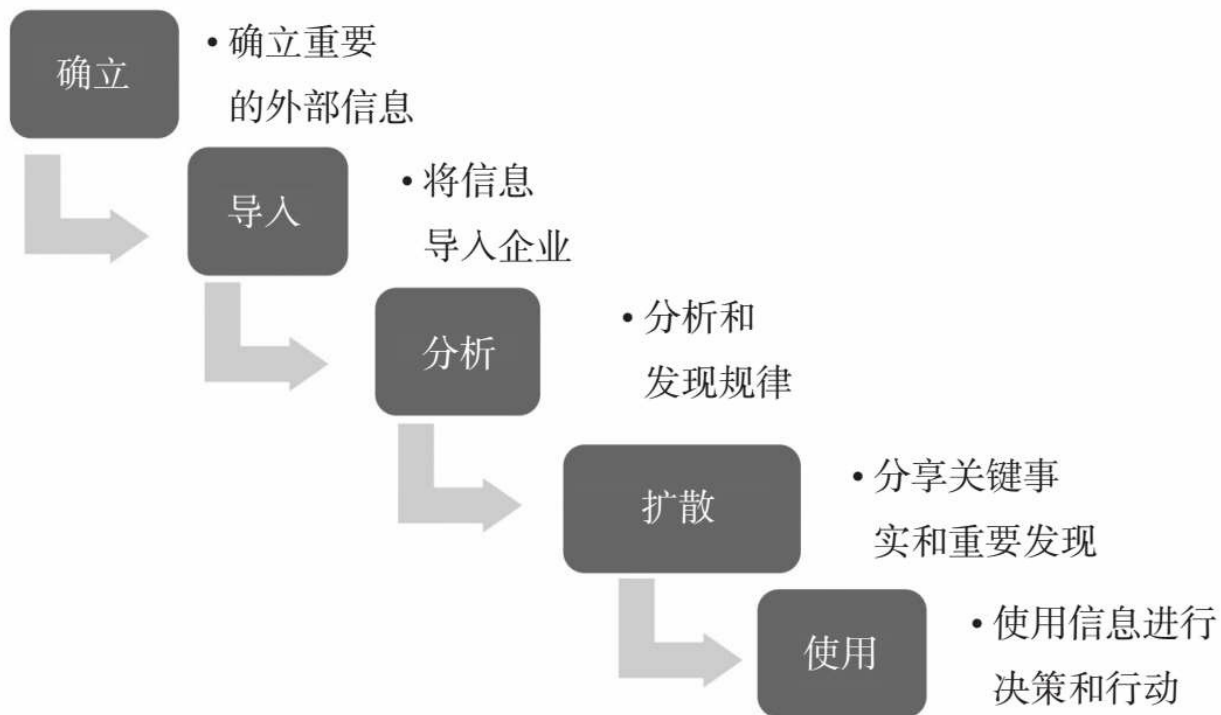 确立
• 确立重要
的外部信息
导入
• 将信息
导入企业
分析
• 分析和
发现规律
扩散
• 分享关键事
实和重要发现
使用
• 使用信息进行
决策和行动